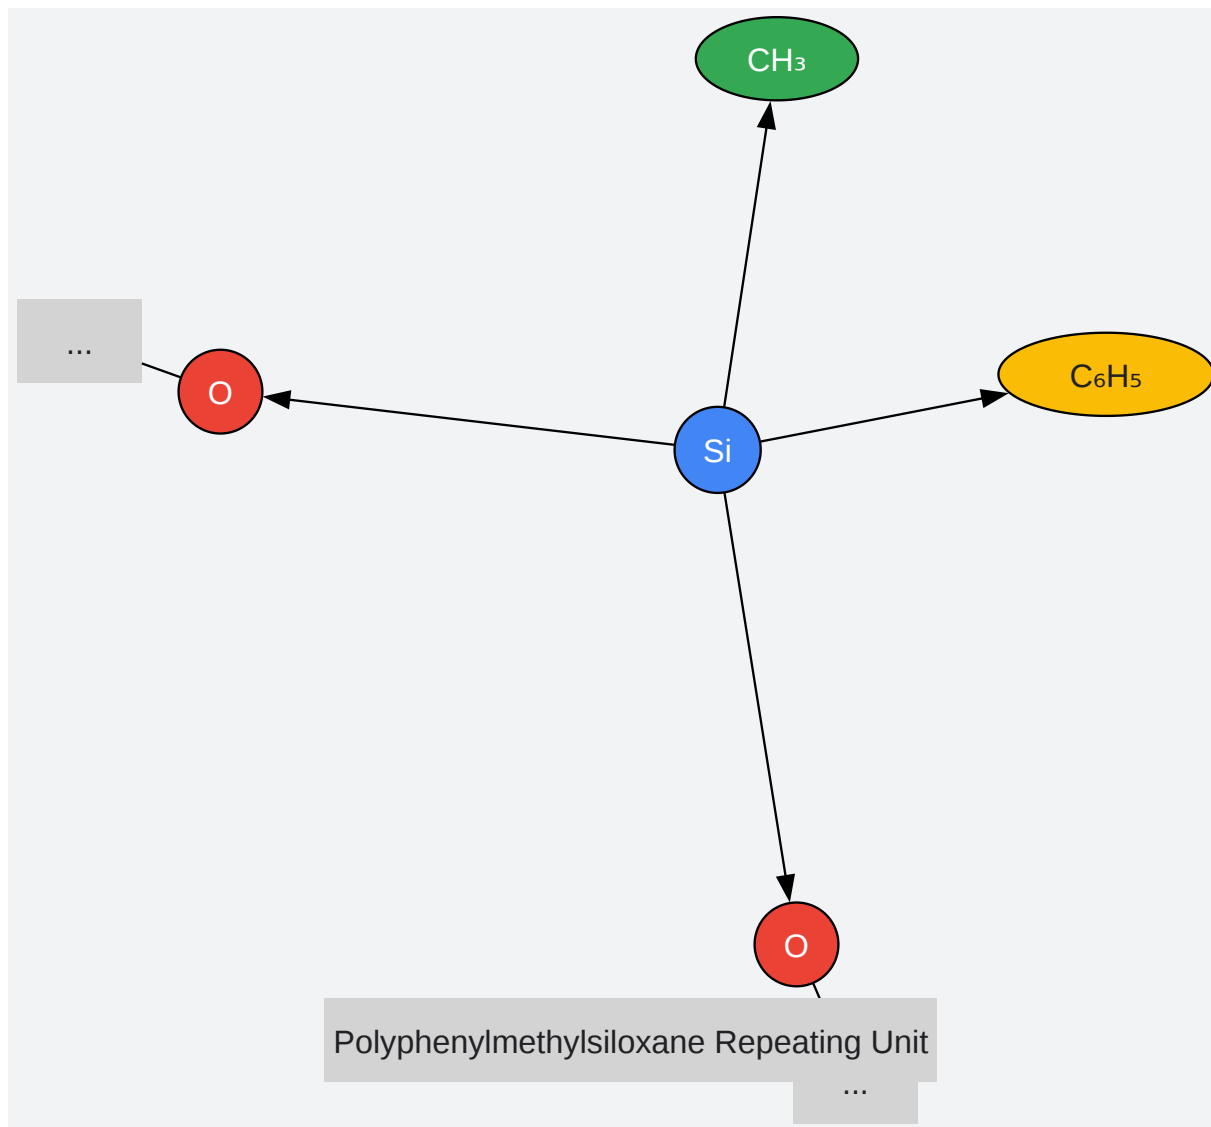 CH₃
...
C₆H₅
O
Si
O
Polyphenylmethylsiloxane Repeating Unit
...